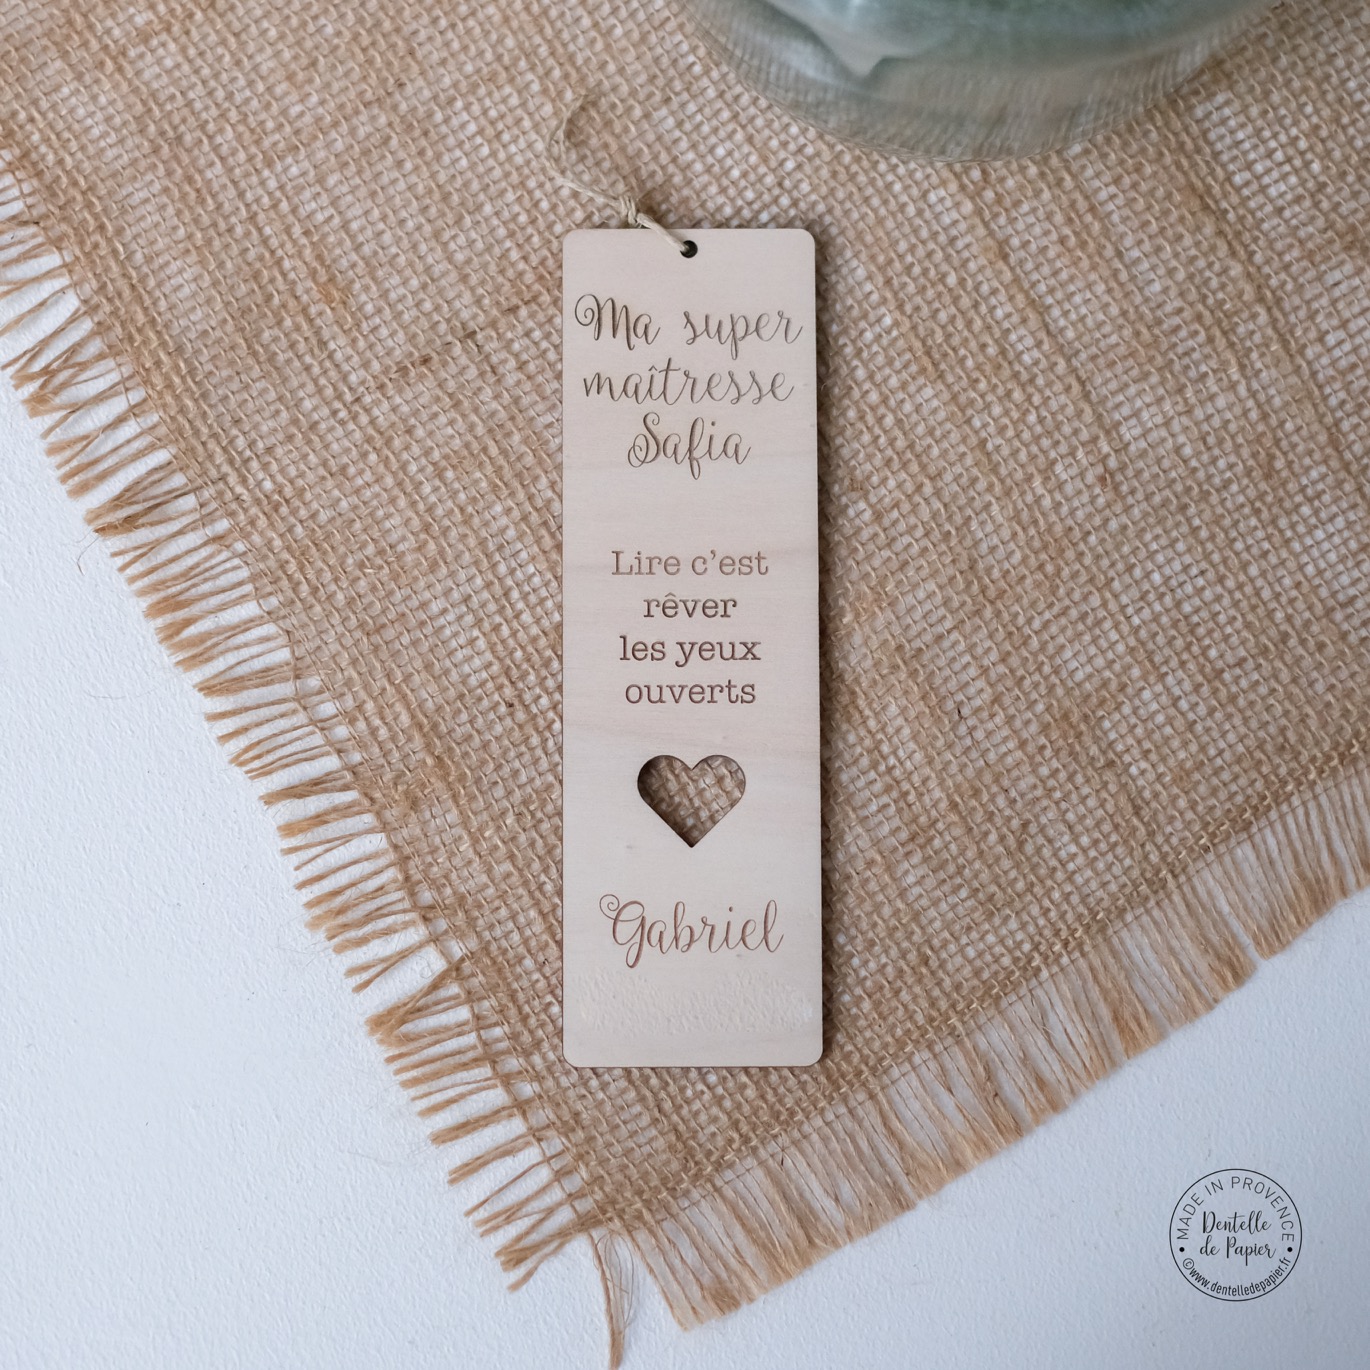 Ma super
maîtresse
Safia
Lire c’est
rêver
les yeux
ouverts
Gabriel
MADE IN PROVENCE
Dentelle
de Papier
©www.dentelledepapier.fr